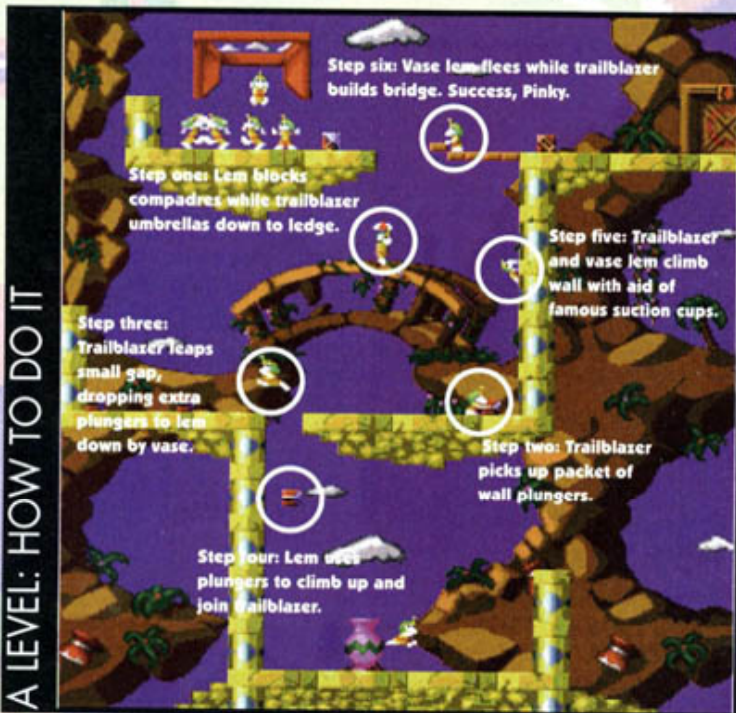 A LEVEL: HOW TO DO IT
Step six: Vase lem flees while trailblazer
builds bridge. Success, Pinky.
Step one: Lem blocks
compadres while trailblazer
umbrellas down to ledge.
Step five: Trailblazer
and vase lem climb
wall with aid of
famous suction cups.
Step three:
Trailblazer leaps
small gap,
dropping extra
plungers to lem
down by vase.
Step two: Trailblazer
picks up packet of
wall plungers.
Step four: Lem uses
plungers to climb up and
join trailblazer.